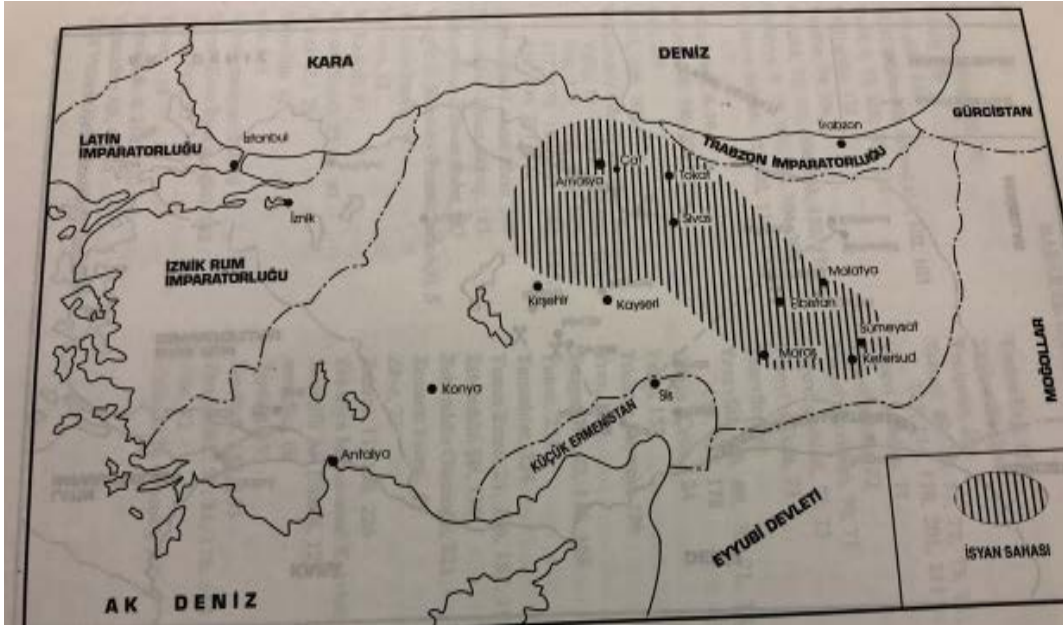 KARA
DENİZ
GÜRCİSTAN
LATİN
İMPARATORLUĞU
İstanbul
Trabzon
TRABZON İMPARATORLUĞU
Amasya
Çat
Tokat
İznik
Sivas
İZNİK RUM
İMPARATORLUĞU
Malatya
Kırşehir
Kayseri
Elbistan
Sümeysat
Maraş
Kefersud
MOĞOLLAR
Konya
Sis
KÜÇÜK ERMENİSTAN
Antalya
EYYUBİ DEVLETİ
İSYAN SAHASI
AK DENİZ